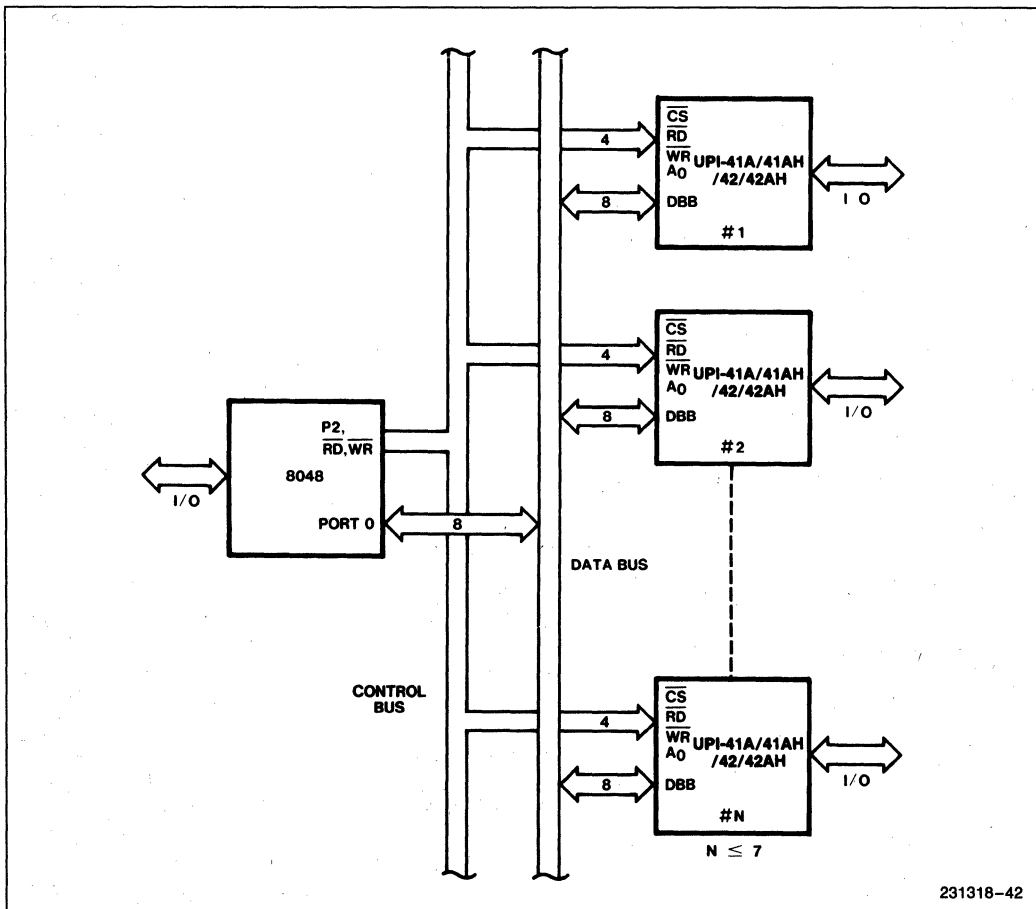 CS
RD
WR UPI-41A/41AH
A0 /42/42AH
DBB
#1
4
8
I O
CS
RD
WR UPI-41A/41AH
A0 /42/42AH
DBB
#2
4
8
I/O
P2,
RD, WR
8048
PORT 0
I/O
8
DATA BUS
CONTROL
BUS
CS
RD
WR UPI-41A/41AH
A0 /42/42AH
DBB
#N
4
8
I/O
N ≤ 7
231318-42